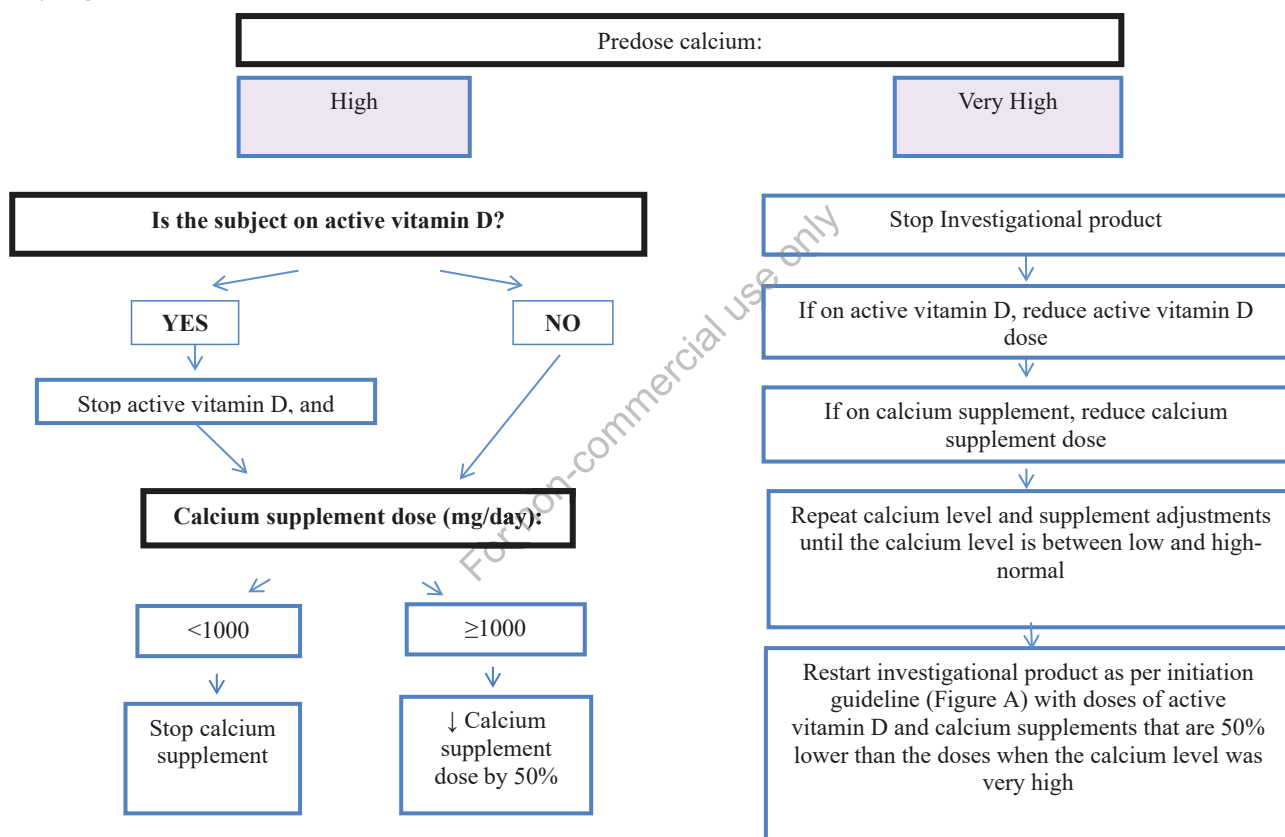 Predose calcium:
High
Very High
Is the subject on active vitamin D?
YES
NO
Stop active vitamin D, and
Calcium supplement dose (mg/day):
<1000
≥1000
Stop calcium
supplement
↓ Calcium
supplement
dose by 50%
Stop Investigational product
If on active vitamin D, reduce active vitamin D
dose
If on calcium supplement, reduce calcium
supplement dose
Repeat calcium level and supplement adjustments
until the calcium level is between low and high-
normal
Restart investigational product as per initiation
guideline (Figure A) with doses of active
vitamin D and calcium supplements that are 50%
lower than the doses when the calcium level was
very high
For non-commercial use only